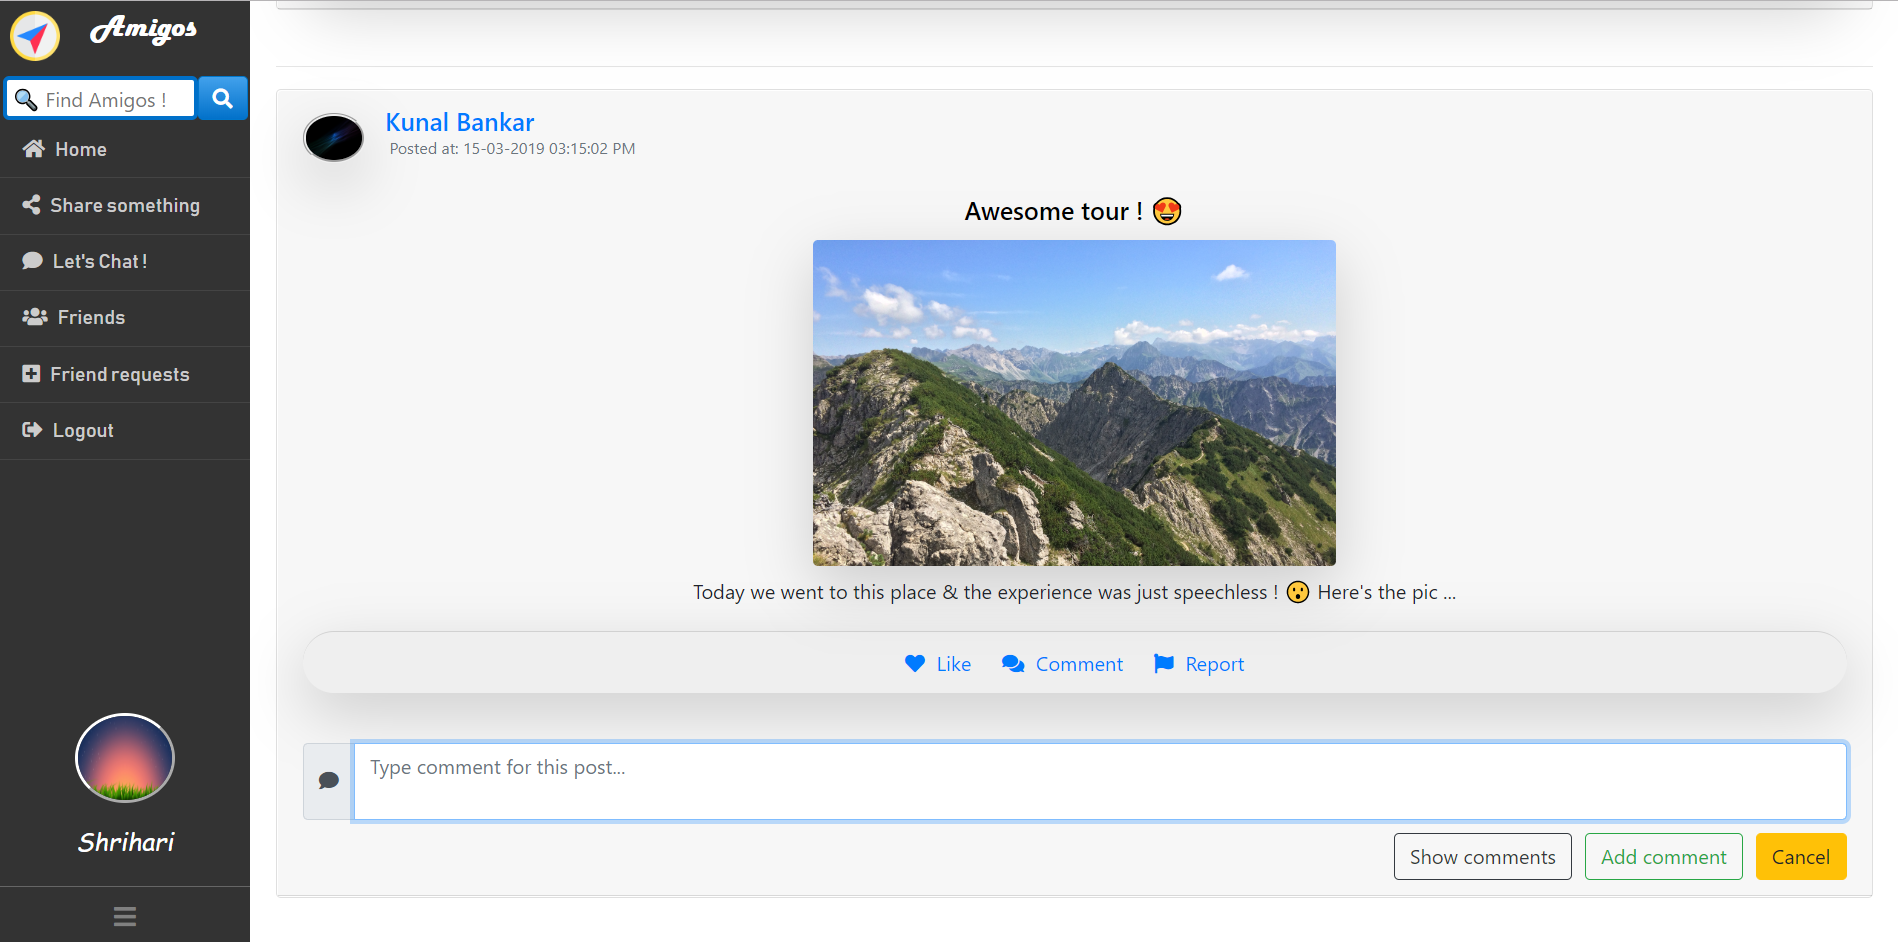 Amigos
🔍 Find Amigos !
Home
Share something
Let's Chat !
Friends
Friend requests
Logout
Shrihari
Kunal Bankar
Posted at: 15-03-2019 03:15:02 PM
Awesome tour ! 😍
Today we went to this place & the experience was just speechless ! 😮 Here's the pic ...
Like Comment Report
Type comment for this post...
Show comments Add comment Cancel